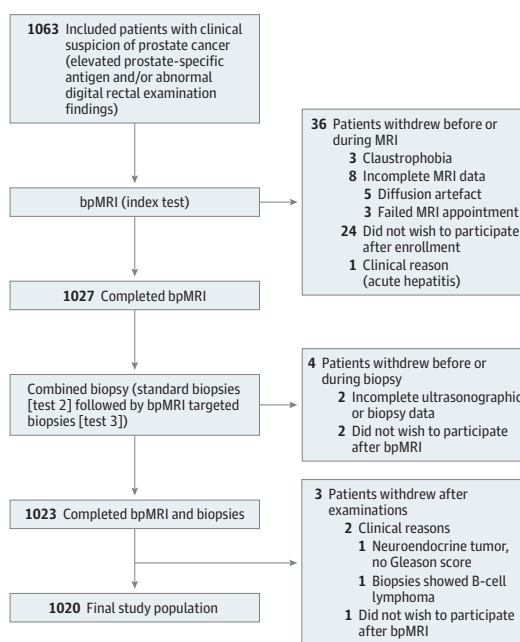 1063 Included patients with clinical
suspicion of prostate cancer
(elevated prostate-specific
antigen and/or abnormal
digital rectal examination
findings)
36 Patients withdrew before or
during MRI
3 Claustrophobia
8 Incomplete MRI data
5 Diffusion artefact
3 Failed MRI appointment
24 Did not wish to participate
after enrollment
1 Clinical reason
(acute hepatitis)
bpMRI (index test)
1027 Completed bpMRI
4 Patients withdrew before or
during biopsy
2 Incomplete ultrasonographic
or biopsy data
2 Did not wish to participate
after bpMRI
Combined biopsy (standard biopsies
[test 2] followed by bpMRI targeted
biopsies [test 3])
1023 Completed bpMRI and biopsies
3 Patients withdrew after
examinations
2 Clinical reasons
1 Neuroendocrine tumor,
no Gleason score
1 Biopsies showed B-cell
lymphoma
1 Did not wish to participate
after bpMRI
1020 Final study population